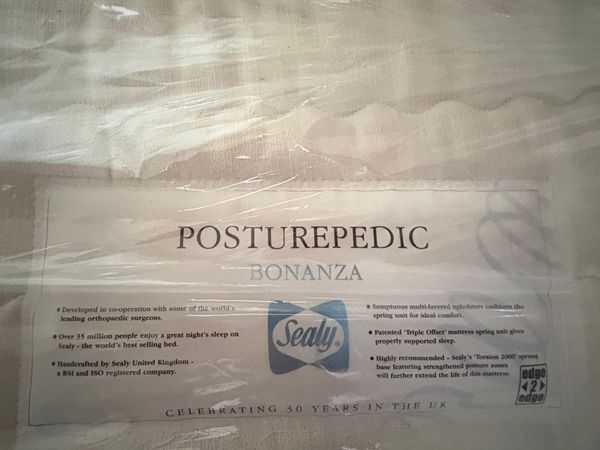 POSTUREPEDIC
BONANZA
Developed in co-operation with some of the world's
leading orthopaedic surgeons.
Over 35 million people enjoy a great night's sleep on
Sealy - the world's best selling bed.
Handcrafted by Sealy United Kingdom -
a BSI and ISO registered company.
Sealy
Sumptuous multi-layered upholstery cushions the
spring unit for ideal comfort.
Patented 'Triple Offset' mattress spring unit gives
properly supported sleep.
Highly recommended – Sealy's 'Torsion 2000' sprung
base featuring strengthened posture zones
will further extend the life of this mattress.
edge
2
edge
CELEBRATING 30 YEARS IN THE UK